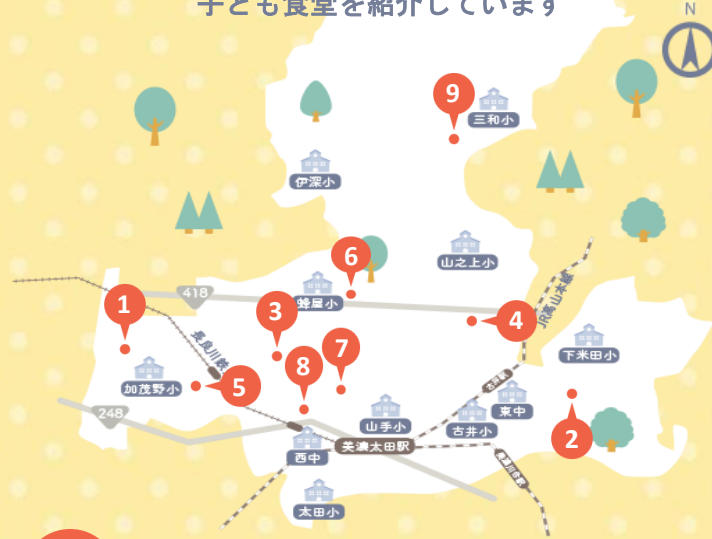 子ども食堂を紹介しています
N
9
三和小
伊深小
山之上小
6
418
蜂屋小
JR高山本線
1
3
4
長良川鉄
下米田小
8
7
加茂野小
5
古井駅
248
山手小
東中
古井小
2
西中
美濃太田駅
太田小